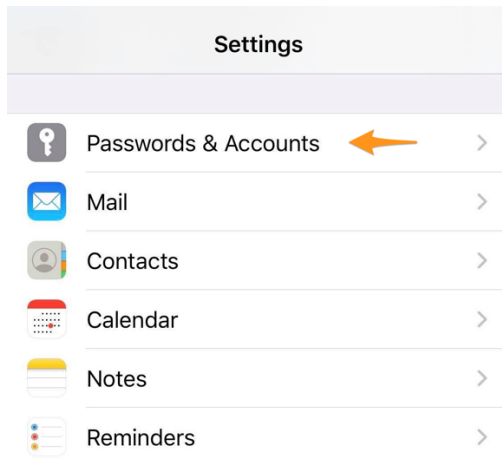 Settings
Passwords & Accounts
Mail
Contacts
Calendar
Notes
Reminders